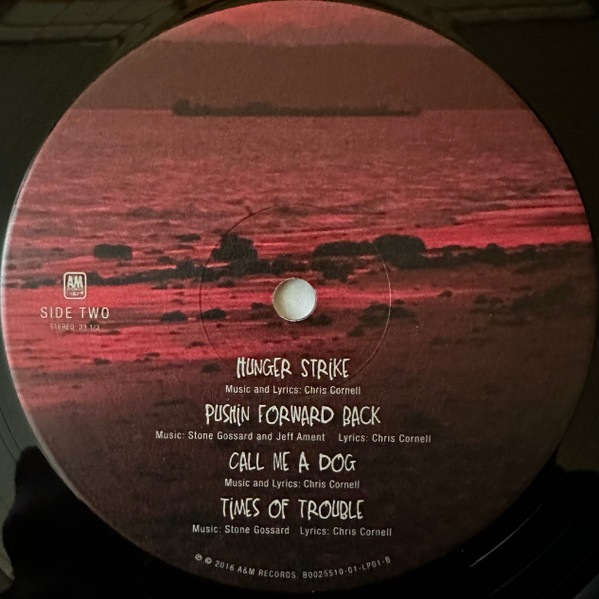 AM
SIDE TWO
STEREO 33 1/3
HUNGER STRIKE
Music and Lyrics: Chris Cornell
PUSHIN FORWARD BACK
Music: Stone Gossard and Jeff Ament Lyrics: Chris Cornell
CALL ME A DOG
Music and Lyrics: Chris Cornell
TIMES OF TROUBLE
Music: Stone Gossard Lyrics: Chris Cornell
℗ © 2016 A&M RECORDS. B0025510-01-LP01-B